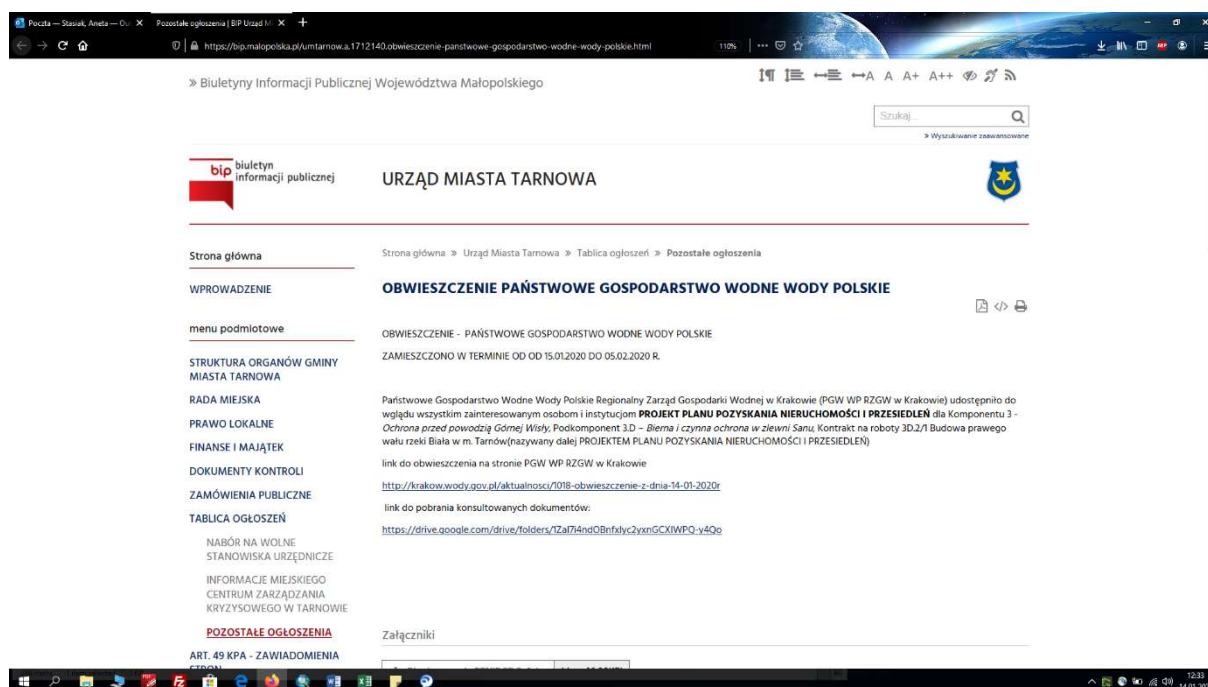 Poczta — Stasiak, Aneta — Ou
Pozostałe ogłoszenia | BIP Urząd Mi
https://bip.malopolska.pl/umtarnow,a,1712140,obwieszczenie-panstwowe-gospodarstwo-wodne-wody-polskie.html
110%
» Biuletyny Informacji Publicznej Województwa Małopolskiego
A A A+ A++
Szukaj...
» Wyszukiwanie zaawansowane
bip biuletyn
informacji publicznej
URZĄD MIASTA TARNOWA
Strona główna
WPROWADZENIE
menu podmiotowe
STRUKTURA ORGANÓW GMINY
MIASTA TARNOWA
RADA MIEJSKA
PRAWO LOKALNE
FINANSE I MAJĄTEK
DOKUMENTY KONTROLI
ZAMÓWIENIA PUBLICZNE
TABLICA OGŁOSZEŃ
NABÓR NA WOLNE
STANOWISKA URZĘDNICZE
INFORMACJE MIEJSKIEGO
CENTRUM ZARZĄDZANIA
KRYZYSOWEGO W TARNOWIE
POZOSTAŁE OGŁOSZENIA
ART. 49 KPA - ZAWIADOMIENIA
STRON
Strona główna » Urząd Miasta Tarnowa » Tablica ogłoszeń » Pozostałe ogłoszenia
OBWIESZCZENIE PAŃSTWOWE GOSPODARSTWO WODNE WODY POLSKIE
OBWIESZCZENIE - PAŃSTWOWE GOSPODARSTWO WODNE WODY POLSKIE
ZAMIESZCZONO W TERMINIE OD OD 15.01.2020 DO 05.02.2020 R.
Państwowe Gospodarstwo Wodne Wody Polskie Regionalny Zarząd Gospodarki Wodnej w Krakowie (PGW WP RZGW w Krakowie) udostępniło do
wglądu wszystkim zainteresowanym osobom i instytucjom PROJEKT PLANU POZYSKANIA NIERUCHOMOŚCI I PRZESIEDLEŃ dla Komponentu 3 -
Ochrona przed powodzią Górnej Wisły, Podkomponent 3.D – Bierna i czynna ochrona w zlewni Sanu, Kontrakt na roboty 3D.2/1 Budowa prawego
wału rzeki Biała w m. Tarnów(nazywany dalej PROJEKTEM PLANU POZYSKANIA NIERUCHOMOŚCI I PRZESIEDLEŃ)
link do obwieszczenia na stronie PGW WP RZGW w Krakowie
http://krakow.wody.gov.pl/aktualnosci/1018-obwieszczenie-z-dnia-14-01-2020r
link do pobrania konsultowanych dokumentów:
https://drive.google.com/drive/folders/1Zal7i4ndOBnfxlyc2yxnGCXIWPQ-y4Qo
Załączniki
12:33